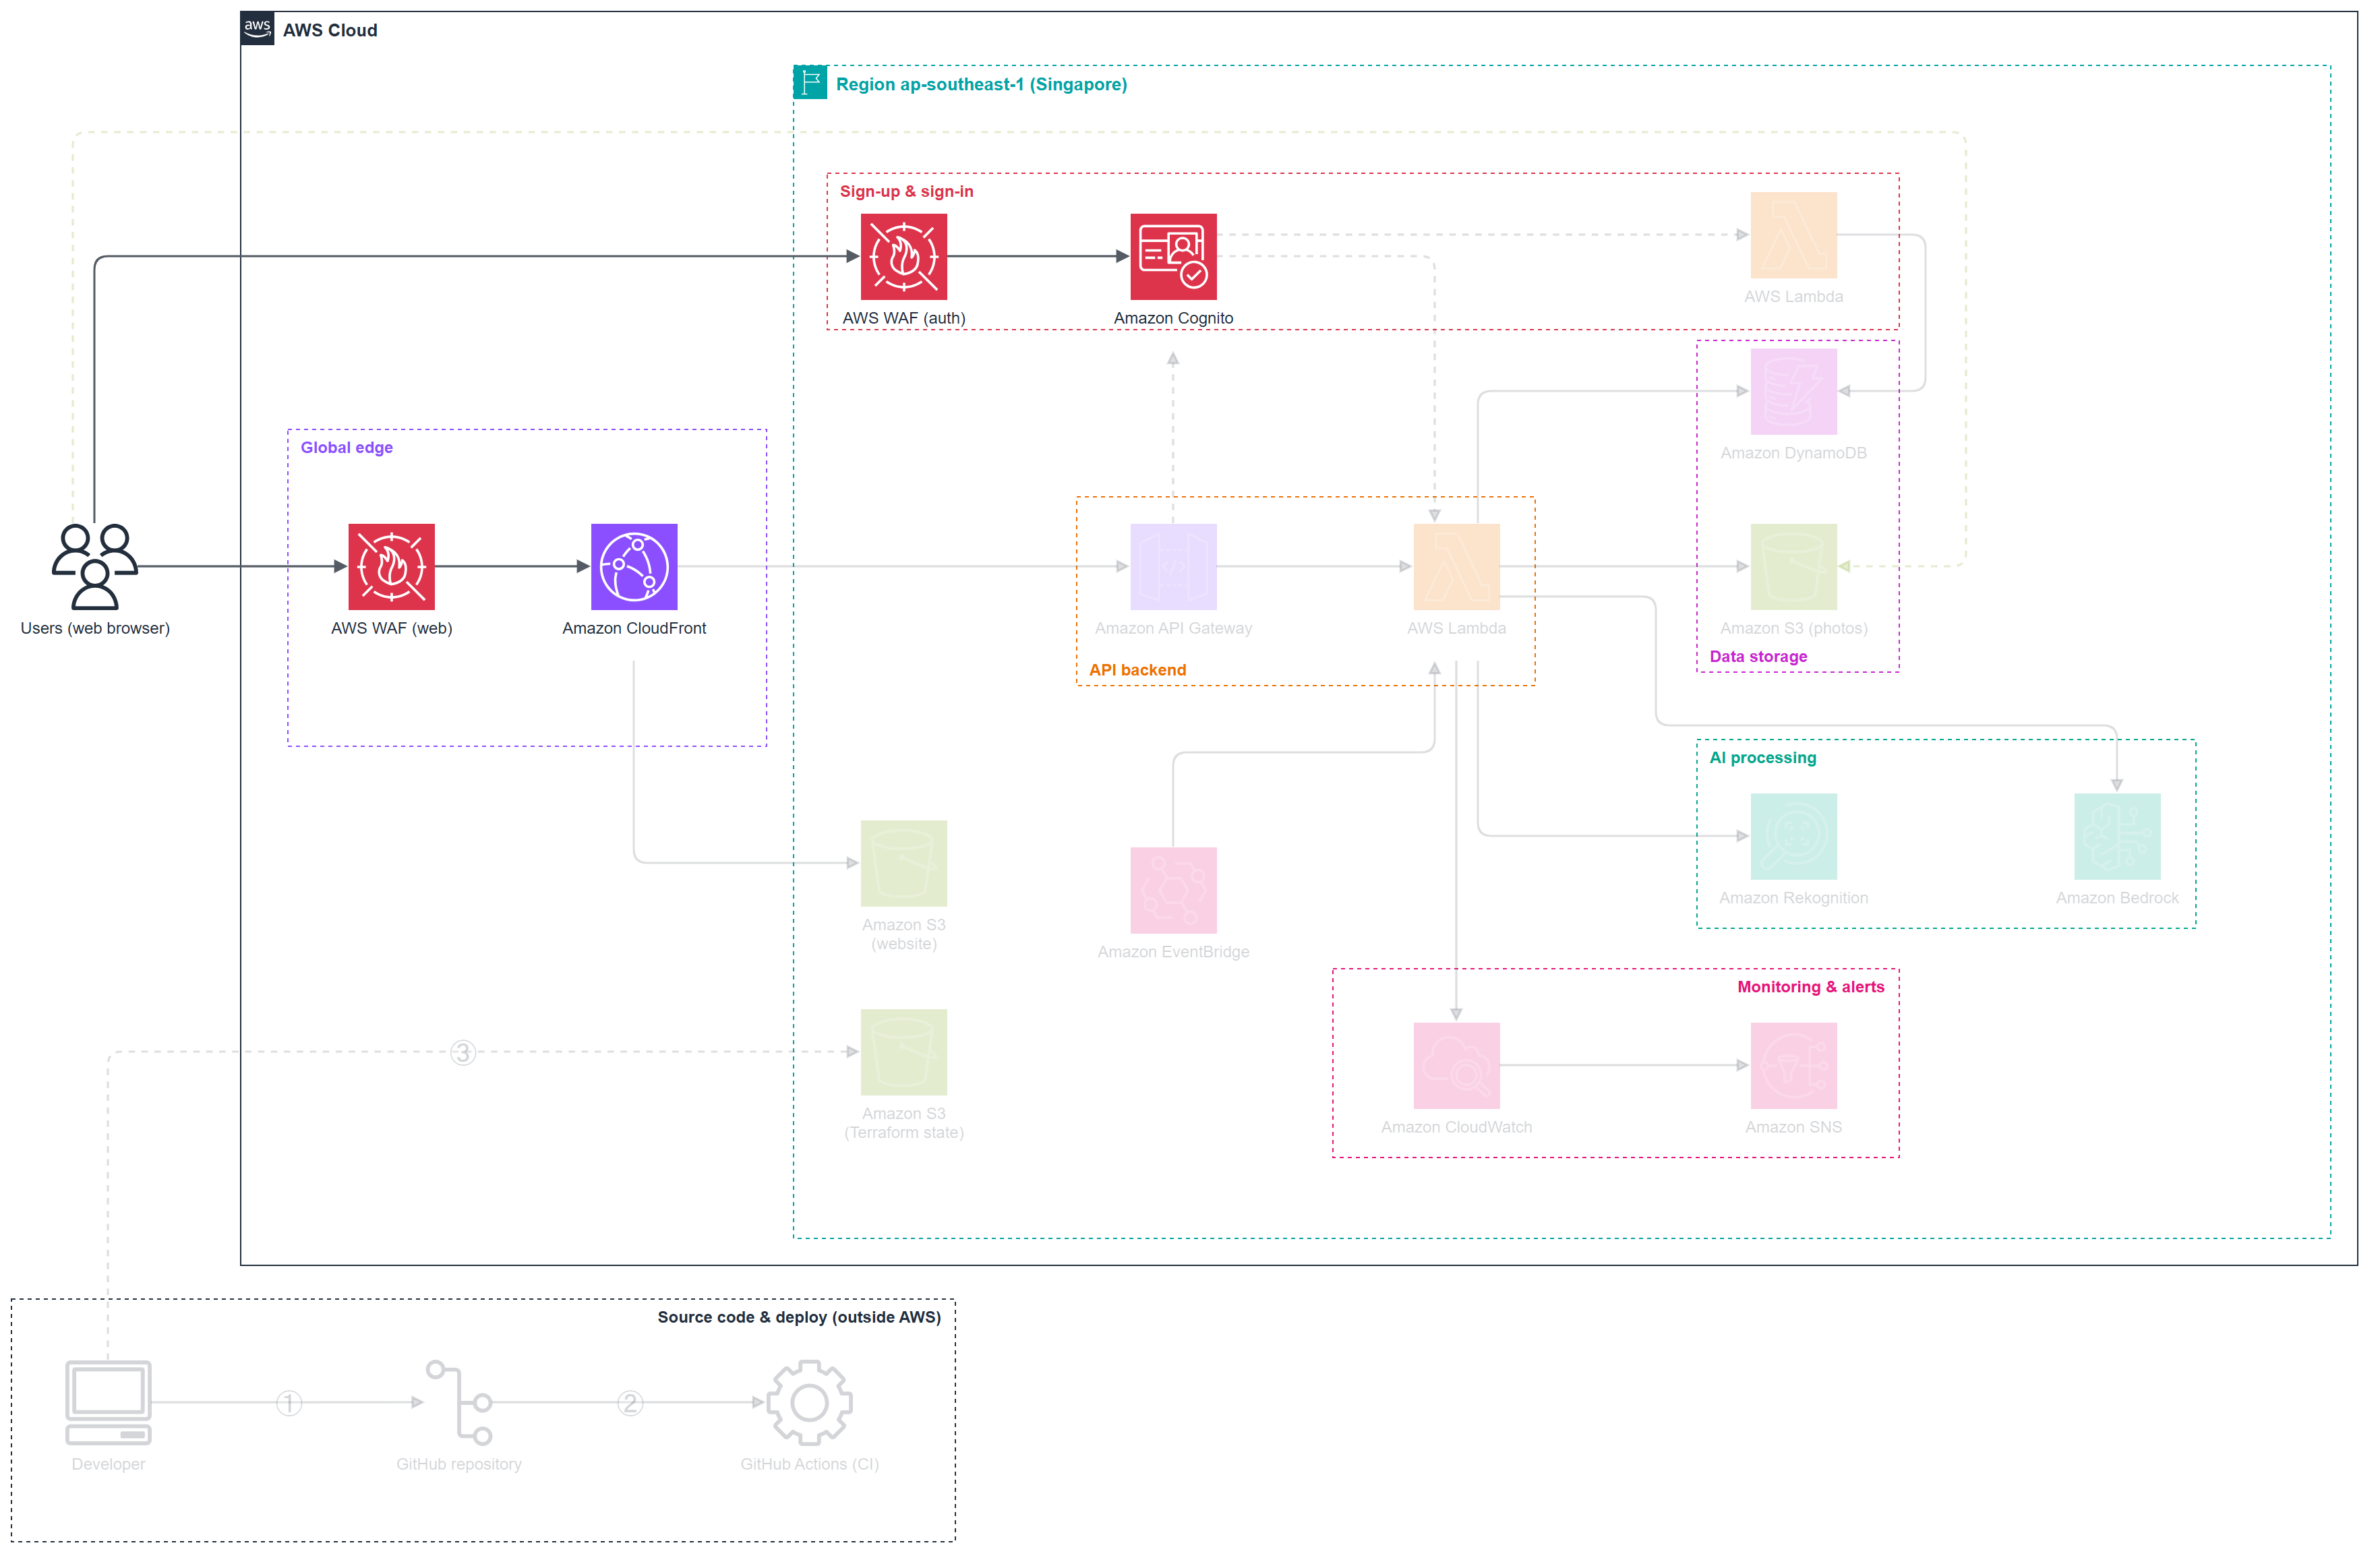 aws
AWS Cloud
Region ap-southeast-1 (Singapore)
Sign-up & sign-in
AWS WAF (auth)
Amazon Cognito
AWS Lambda
Global edge
Users (web browser)
AWS WAF (web)
Amazon CloudFront
Amazon API Gateway
AWS Lambda
API backend
Amazon DynamoDB
Amazon S3 (photos)
Data storage
AI processing
Amazon Rekognition
Amazon Bedrock
Amazon S3
(website)
Amazon EventBridge
Monitoring & alerts
Amazon CloudWatch
Amazon SNS
③
Amazon S3
(Terraform state)
Source code & deploy (outside AWS)
①
②
Developer
GitHub repository
GitHub Actions (CI)